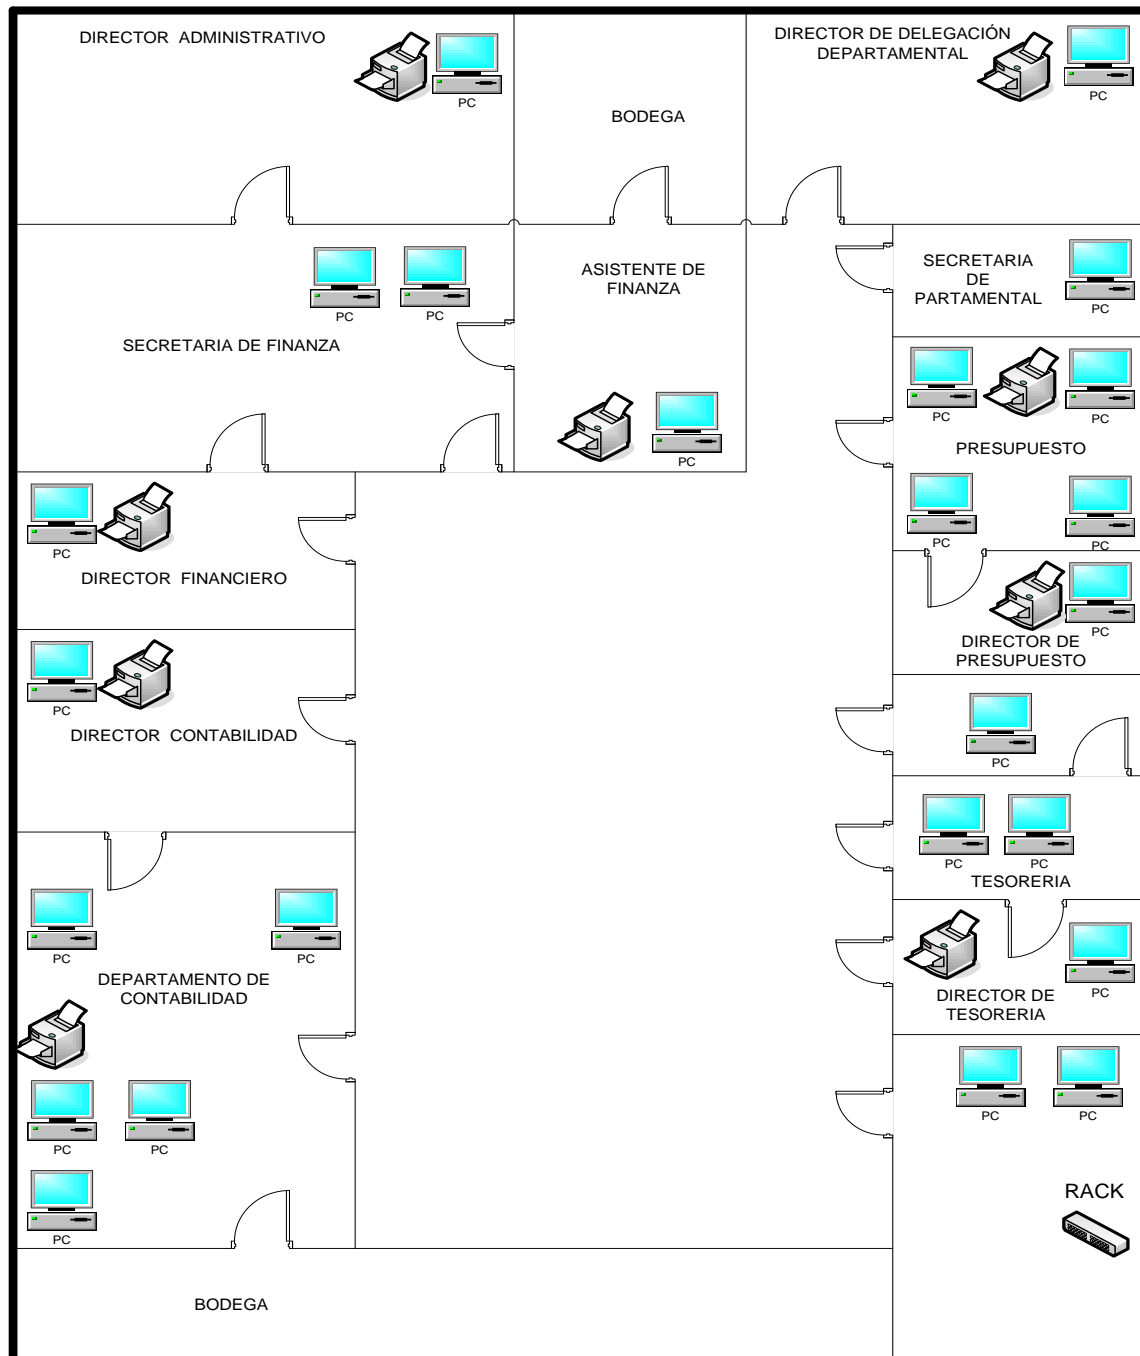 DIRECTOR ADMINISTRATIVO
PC
BODEGA
DIRECTOR DE DELEGACIÓN
DEPARTAMENTAL
PC
PC
PC
SECRETARIA DE FINANZA
ASISTENTE DE
FINANZA
PC
SECRETARIA
DE
PARTAMENTAL
PC
PC
PC
PRESUPUESTO
PC
PC
PC
DIRECTOR FINANCIERO
PC
DIRECTOR DE
PRESUPUESTO
PC
DIRECTOR CONTABILIDAD
PC
PC
PC
TESORERIA
PC
PC
DEPARTAMENTO DE
CONTABILIDAD
PC
DIRECTOR DE
TESORERIA
PC
PC
PC
PC
PC
RACK
BODEGA